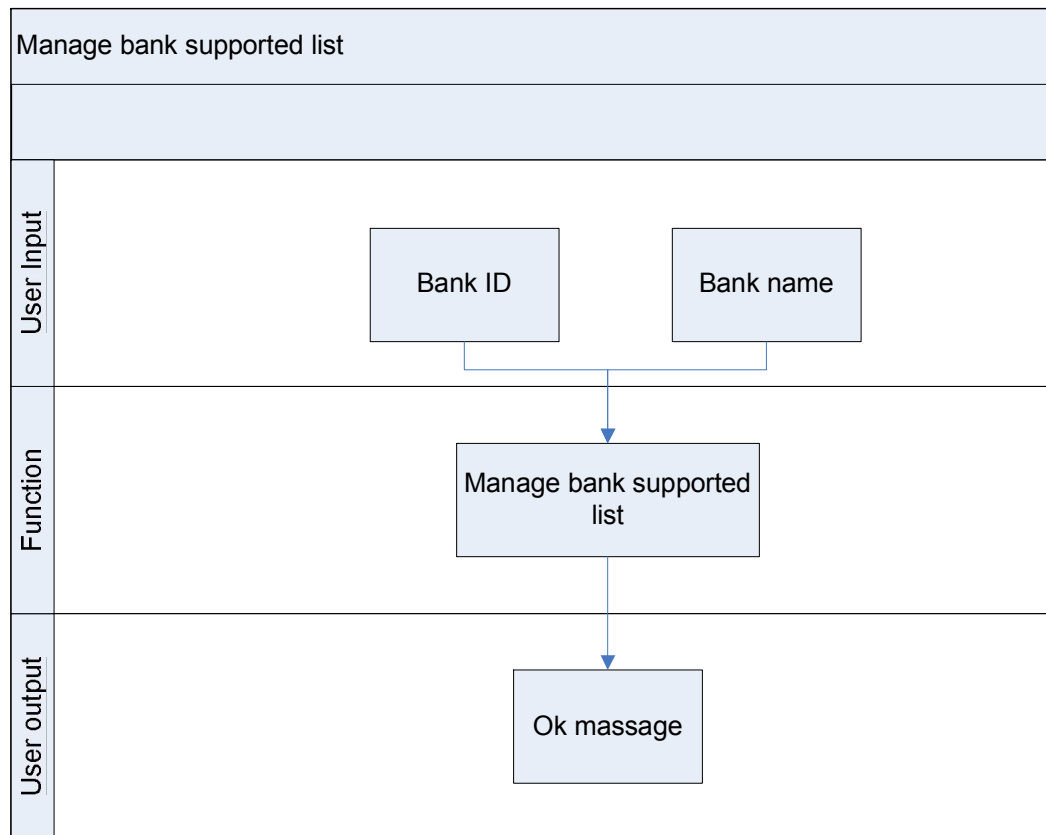 Manage bank supported list
User Input
Bank ID
Bank name
Function
Manage bank supported
list
User output
Ok massage